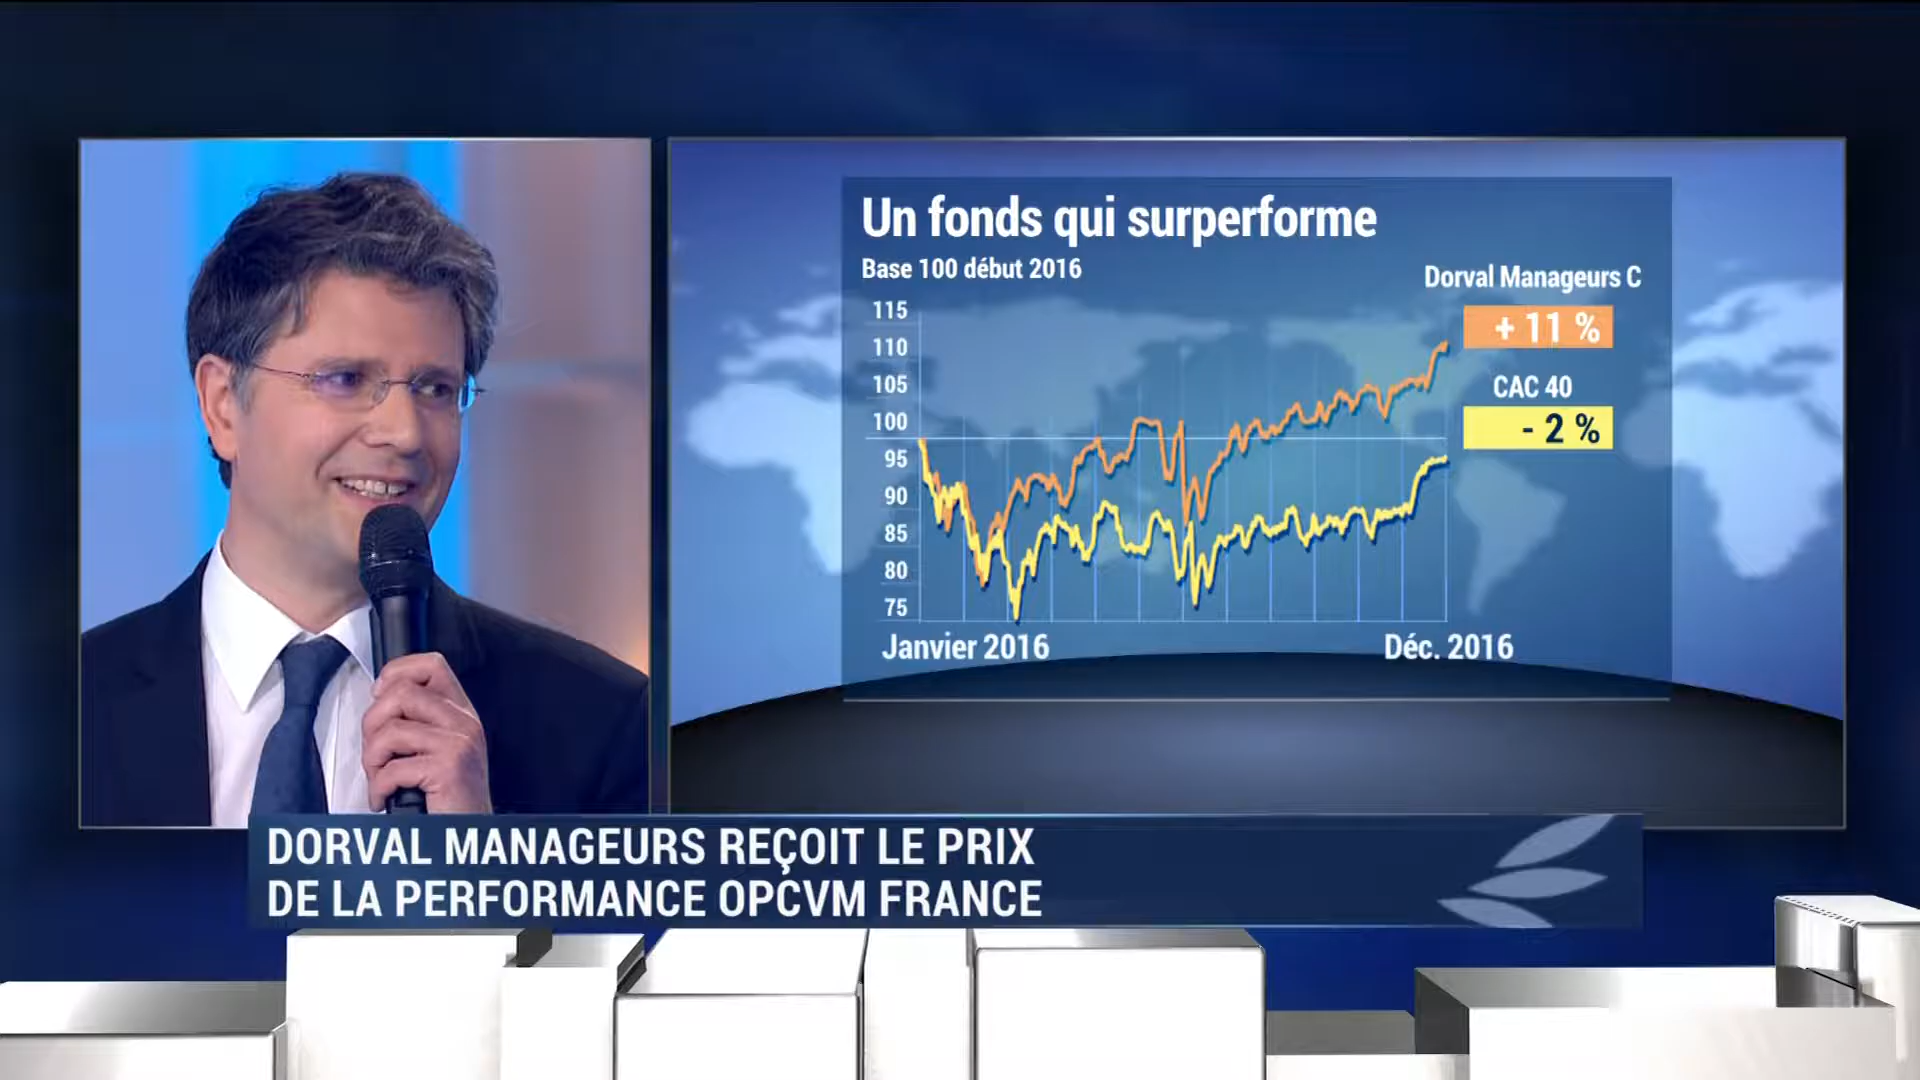 Un fonds qui surperforme
Base 100 début 2016
Dorval Manageurs C
+ 11 %
CAC 40
- 2 %
115
110
105
100
95
90
85
80
75
Janvier 2016
Déc. 2016
DORVAL MANAGEURS REÇOIT LE PRIX
DE LA PERFORMANCE OPCVM FRANCE